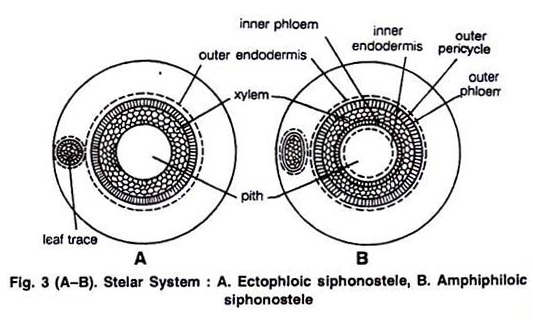 inner phloem
inner
endodermis
outer
pericycle
outer endodermis
outer
phloem
xylem
pith
leaf trace
A
B
Fig. 3 (A–B). Stelar System : A. Ectophloic siphonostele, B. Amphiphiloic
siphonostele